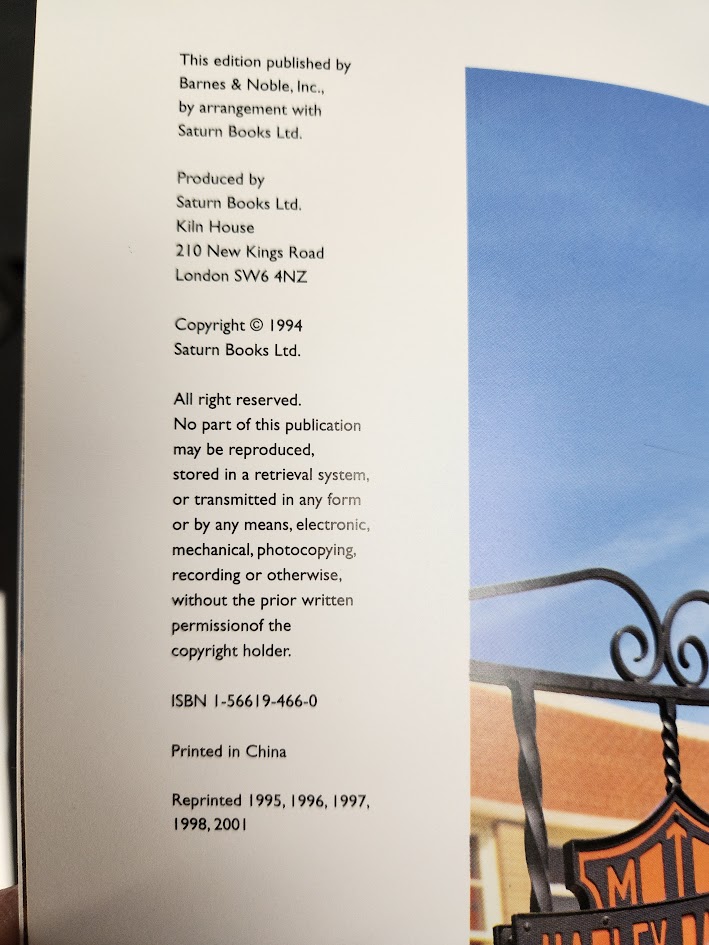 This edition published by
Barnes & Noble, Inc.,
by arrangement with
Saturn Books Ltd.
Produced by
Saturn Books Ltd.
Kiln House
210 New Kings Road
London SW6 4NZ
Copyright © 1994
Saturn Books Ltd.
All right reserved.
No part of this publication
may be reproduced,
stored in a retrieval system,
or transmitted in any form
or by any means, electronic,
mechanical, photocopying,
recording or otherwise,
without the prior written
permissionof the
copyright holder.
ISBN 1-56619-466-0
Printed in China
Reprinted 1995, 1996, 1997,
1998, 2001